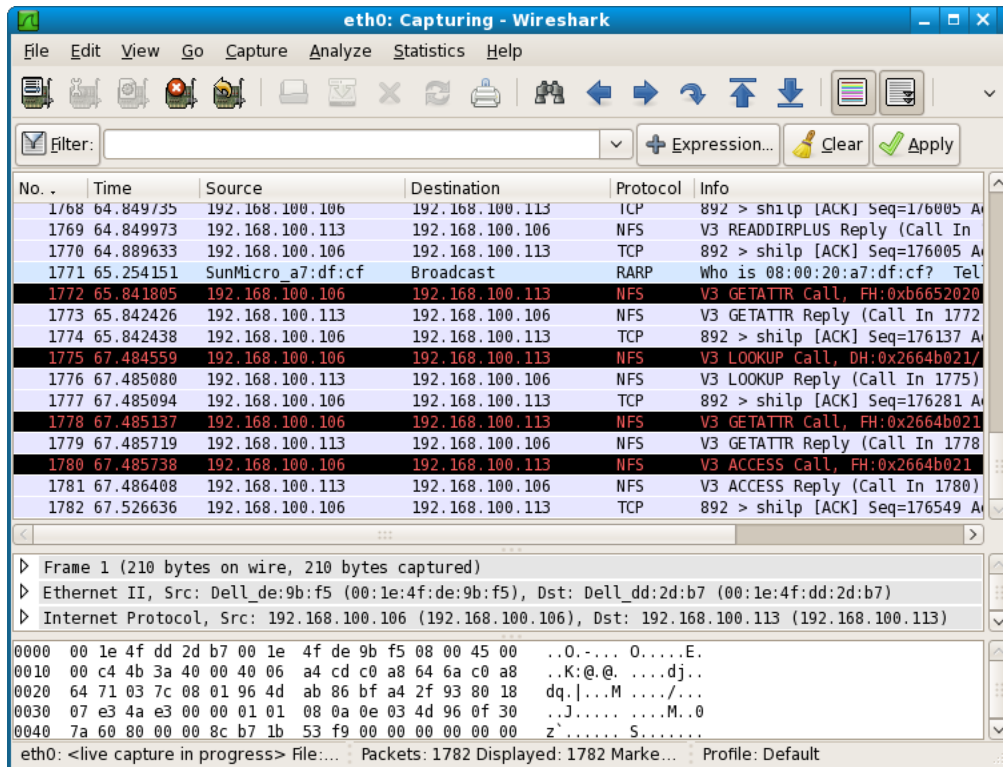 eth0: Capturing - Wireshark
File Edit View Go Capture Analyze Statistics Help
Filter: Expression... Clear Apply
No. . Time Source Destination Protocol Info
1768 64.849735 192.168.100.106 192.168.100.113 TCP 892 > shilp [ACK] Seq=176005 A
1769 64.849973 192.168.100.113 192.168.100.106 NFS V3 READDIRPLUS Reply (Call In
1770 64.889633 192.168.100.106 192.168.100.113 TCP 892 > shilp [ACK] Seq=176005 A
1771 65.254151 SunMicro_a7:df:cf Broadcast RARP Who is 08:00:20:a7:df:cf? Tel
1772 65.841805 192.168.100.106 192.168.100.113 NFS V3 GETATTR Call, FH:0xb6652020
1773 65.842426 192.168.100.113 192.168.100.106 NFS V3 GETATTR Reply (Call In 1772
1774 65.842438 192.168.100.106 192.168.100.113 TCP 892 > shilp [ACK] Seq=176137 A
1775 67.484559 192.168.100.106 192.168.100.113 NFS V3 LOOKUP Call, DH:0x2664b021/
1776 67.485080 192.168.100.113 192.168.100.106 NFS V3 LOOKUP Reply (Call In 1775)
1777 67.485094 192.168.100.106 192.168.100.113 TCP 892 > shilp [ACK] Seq=176281 A
1778 67.485137 192.168.100.106 192.168.100.113 NFS V3 GETATTR Call, FH:0x2664b021
1779 67.485719 192.168.100.113 192.168.100.106 NFS V3 GETATTR Reply (Call In 1778
1780 67.485738 192.168.100.106 192.168.100.113 NFS V3 ACCESS Call, FH:0x2664b021
1781 67.486408 192.168.100.113 192.168.100.106 NFS V3 ACCESS Reply (Call In 1780)
1782 67.526636 192.168.100.106 192.168.100.113 TCP 892 > shilp [ACK] Seq=176549 A
Frame 1 (210 bytes on wire, 210 bytes captured)
Ethernet II, Src: Dell_de:9b:f5 (00:1e:4f:de:9b:f5), Dst: Dell_dd:2d:b7 (00:1e:4f:dd:2d:b7)
Internet Protocol, Src: 192.168.100.106 (192.168.100.106), Dst: 192.168.100.113 (192.168.100.113)
0000 00 1e 4f dd 2d b7 00 1e 4f de 9b f5 08 00 45 00 ..O.-... O.....E.
0010 00 c4 4b 3a 40 00 40 06 a4 cd c0 a8 64 6a c0 a8 ..K:@.@. ....dj..
0020 64 71 03 7c 08 01 96 4d ab 86 bf a4 2f 93 80 18 dq.|...M ..../...
0030 07 e3 4a e3 00 00 01 01 08 0a 0e 03 4d 96 0f 30 ..J..... ....M..0
0040 7a 60 80 00 00 8c b7 1b 53 f9 00 00 00 00 00 00 z`...... S.......
eth0: <live capture in progress> File:... Packets: 1782 Displayed: 1782 Marke... Profile: Default